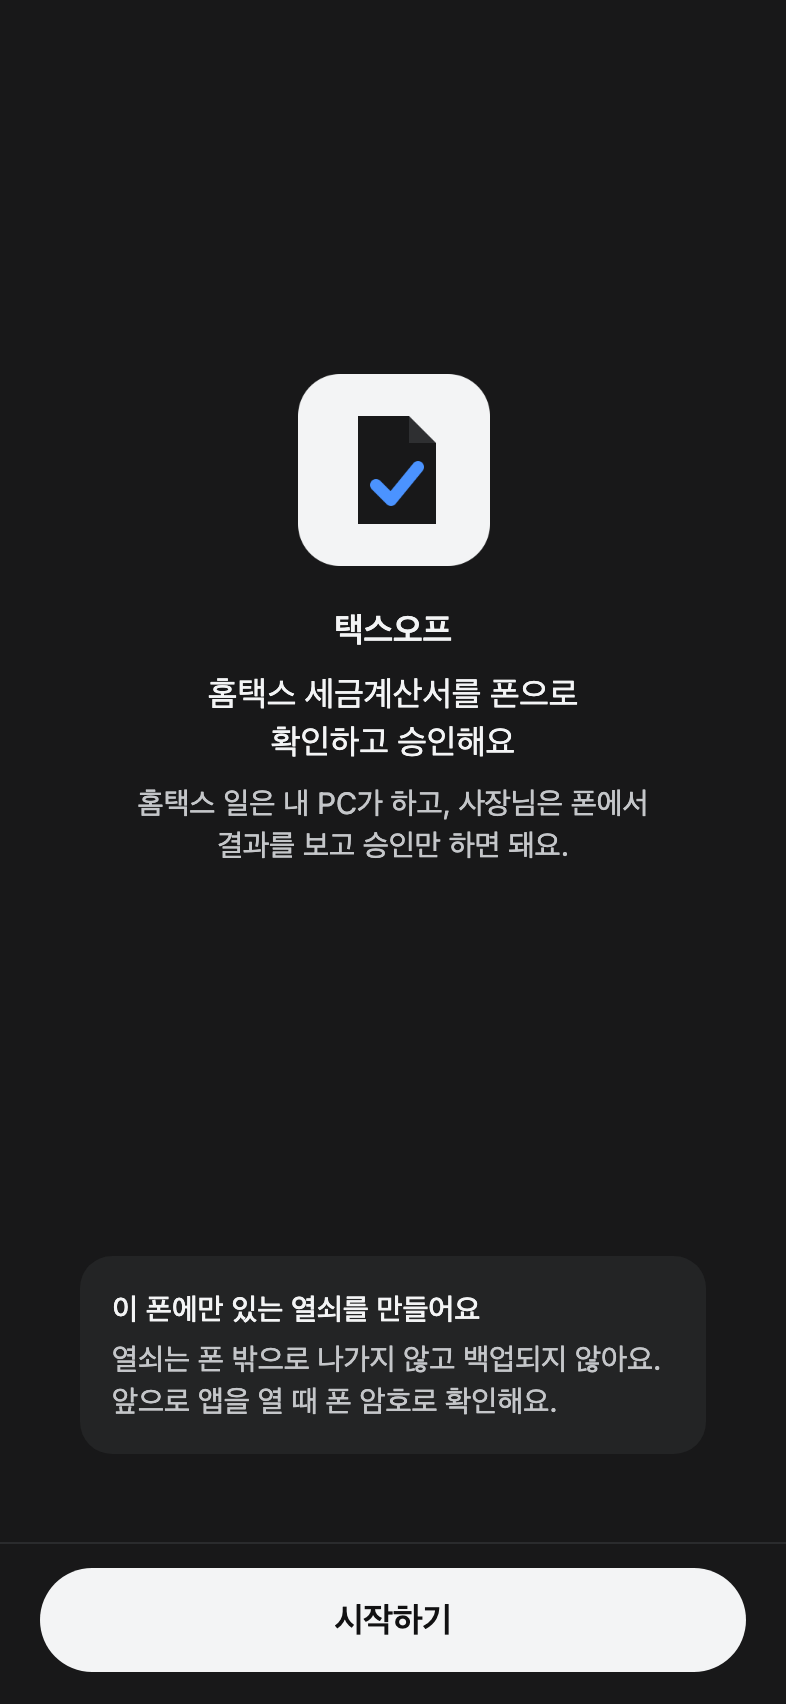 택스오프
홈택스 세금계산서를 폰으로
확인하고 승인해요
홈택스 일은 내 PC가 하고, 사장님은 폰에서
결과를 보고 승인만 하면 돼요.
이 폰에만 있는 열쇠를 만들어요
열쇠는 폰 밖으로 나가지 않고 백업되지 않아요.
앞으로 앱을 열 때 폰 암호로 확인해요.
시작하기